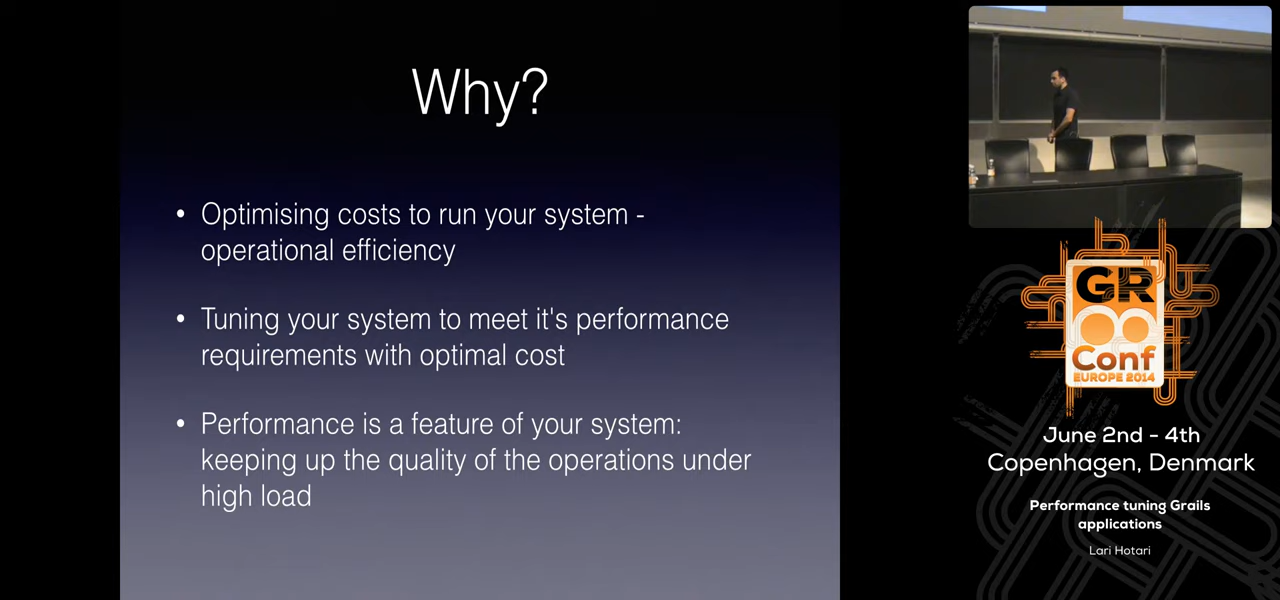 Why?
• Optimising costs to run your system -
operational efficiency
• Tuning your system to meet it's performance
requirements with optimal cost
• Performance is a feature of your system:
keeping up the quality of the operations under
high load
GR
Conf
EUROPE 2014
June 2nd - 4th
Copenhagen, Denmark
Performance tuning Grails
applications
Lari Hotari